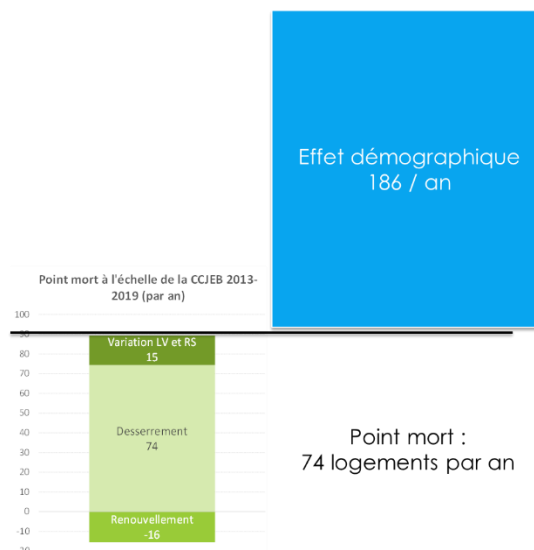 Effet démographique
186 / an
Point mort à l'échelle de la CCJEB 2013-
2019 (par an)
100
90
80
70
60
50
40
30
20
10
0
-10
-20
Variation LV et RS
15
Desserrement
74
Renouvellement
-16
Point mort :
74 logements par an